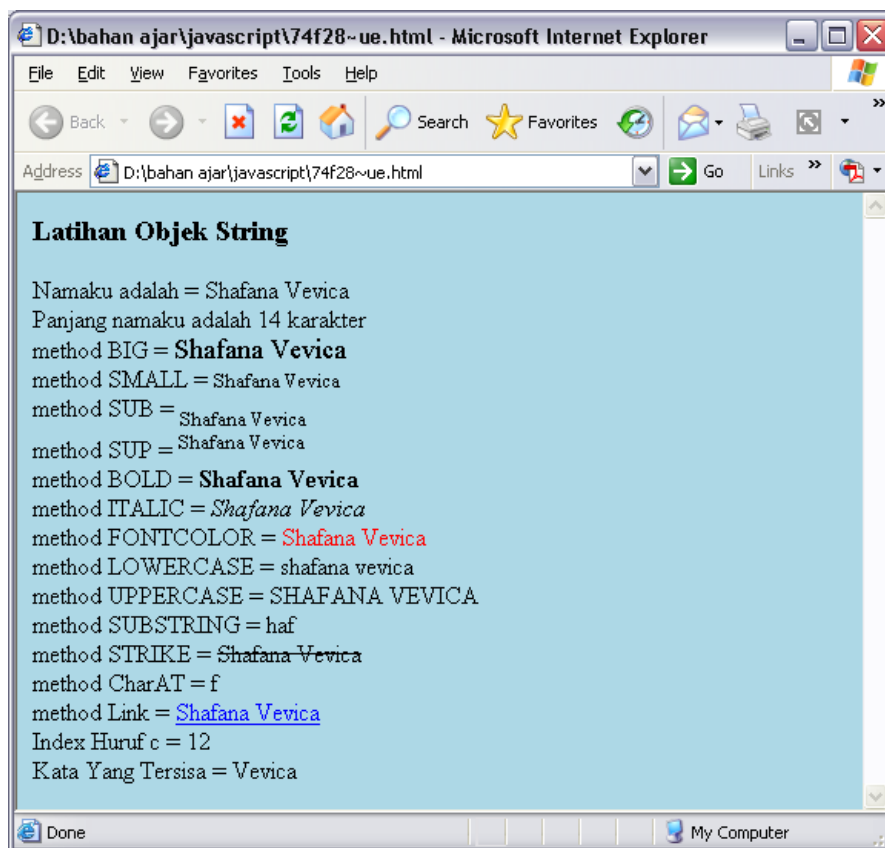 D:\bahan ajar\javascript\74f28~ue.html - Microsoft Internet Explorer
File Edit View Favorites Tools Help
Back Search Favorites »
Address D:\bahan ajar\javascript\74f28~ue.html Go Links »
Latihan Objek String
Namaku adalah = Shafana Vevica
Panjang namaku adalah 14 karakter
method BIG = Shafana Vevica
method SMALL = Shafana Vevica
method SUB = Shafana Vevica
method SUP = Shafana Vevica
method BOLD = Shafana Vevica
method ITALIC = Shafana Vevica
method FONTCOLOR = Shafana Vevica
method LOWERCASE = shafana vevica
method UPPERCASE = SHAFANA VEVICA
method SUBSTRING = haf
method STRIKE = Shafana Vevica
method CharAT = f
method Link = Shafana Vevica
Index Huruf c = 12
Kata Yang Tersisa = Vevica
Done My Computer